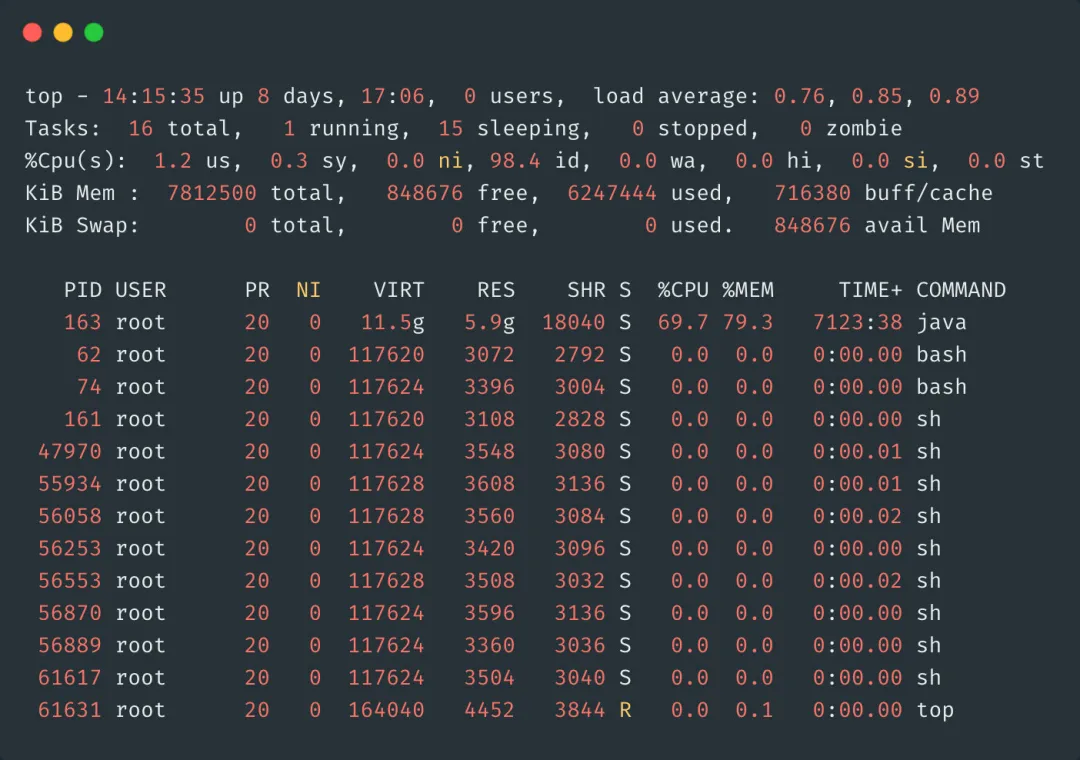 top - 14:15:35 up 8 days, 17:06,  0 users,  load average: 0.76, 0.85, 0.89
Tasks:  16 total,   1 running,  15 sleeping,   0 stopped,   0 zombie
%Cpu(s):  1.2 us,  0.3 sy,  0.0 ni, 98.4 id,  0.0 wa,  0.0 hi,  0.0 si,  0.0 st
KiB Mem :  7812500 total,   848676 free,  6247444 used,   716380 buff/cache
KiB Swap:        0 total,        0 free,        0 used.   848676 avail Mem
   PID USER      PR  NI    VIRT    RES    SHR S  %CPU %MEM     TIME+ COMMAND
   163 root      20   0   11.5g   5.9g  18040 S  69.7 79.3   7123:38 java
    62 root      20   0  117620   3072   2792 S   0.0  0.0   0:00.00 bash
    74 root      20   0  117624   3396   3004 S   0.0  0.0   0:00.00 bash
   161 root      20   0  117620   3108   2828 S   0.0  0.0   0:00.00 sh
 47970 root      20   0  117624   3548   3080 S   0.0  0.0   0:00.01 sh
 55934 root      20   0  117628   3608   3136 S   0.0  0.0   0:00.01 sh
 56058 root      20   0  117628   3560   3084 S   0.0  0.0   0:00.02 sh
 56253 root      20   0  117624   3420   3096 S   0.0  0.0   0:00.00 sh
 56553 root      20   0  117628   3508   3032 S   0.0  0.0   0:00.02 sh
 56870 root      20   0  117624   3596   3136 S   0.0  0.0   0:00.00 sh
 56889 root      20   0  117624   3360   3036 S   0.0  0.0   0:00.00 sh
 61617 root      20   0  117624   3504   3040 S   0.0  0.0   0:00.00 sh
 61631 root      20   0  164040   4452   3844 R   0.0  0.1   0:00.00 top